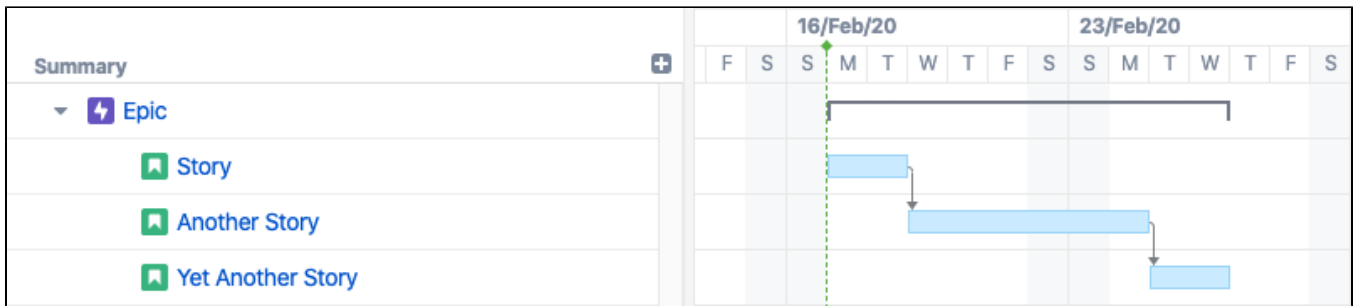 16/Feb/20 23/Feb/20
Summary F S S M T W T F S S M T W T F S
Epic
Story
Another Story
Yet Another Story